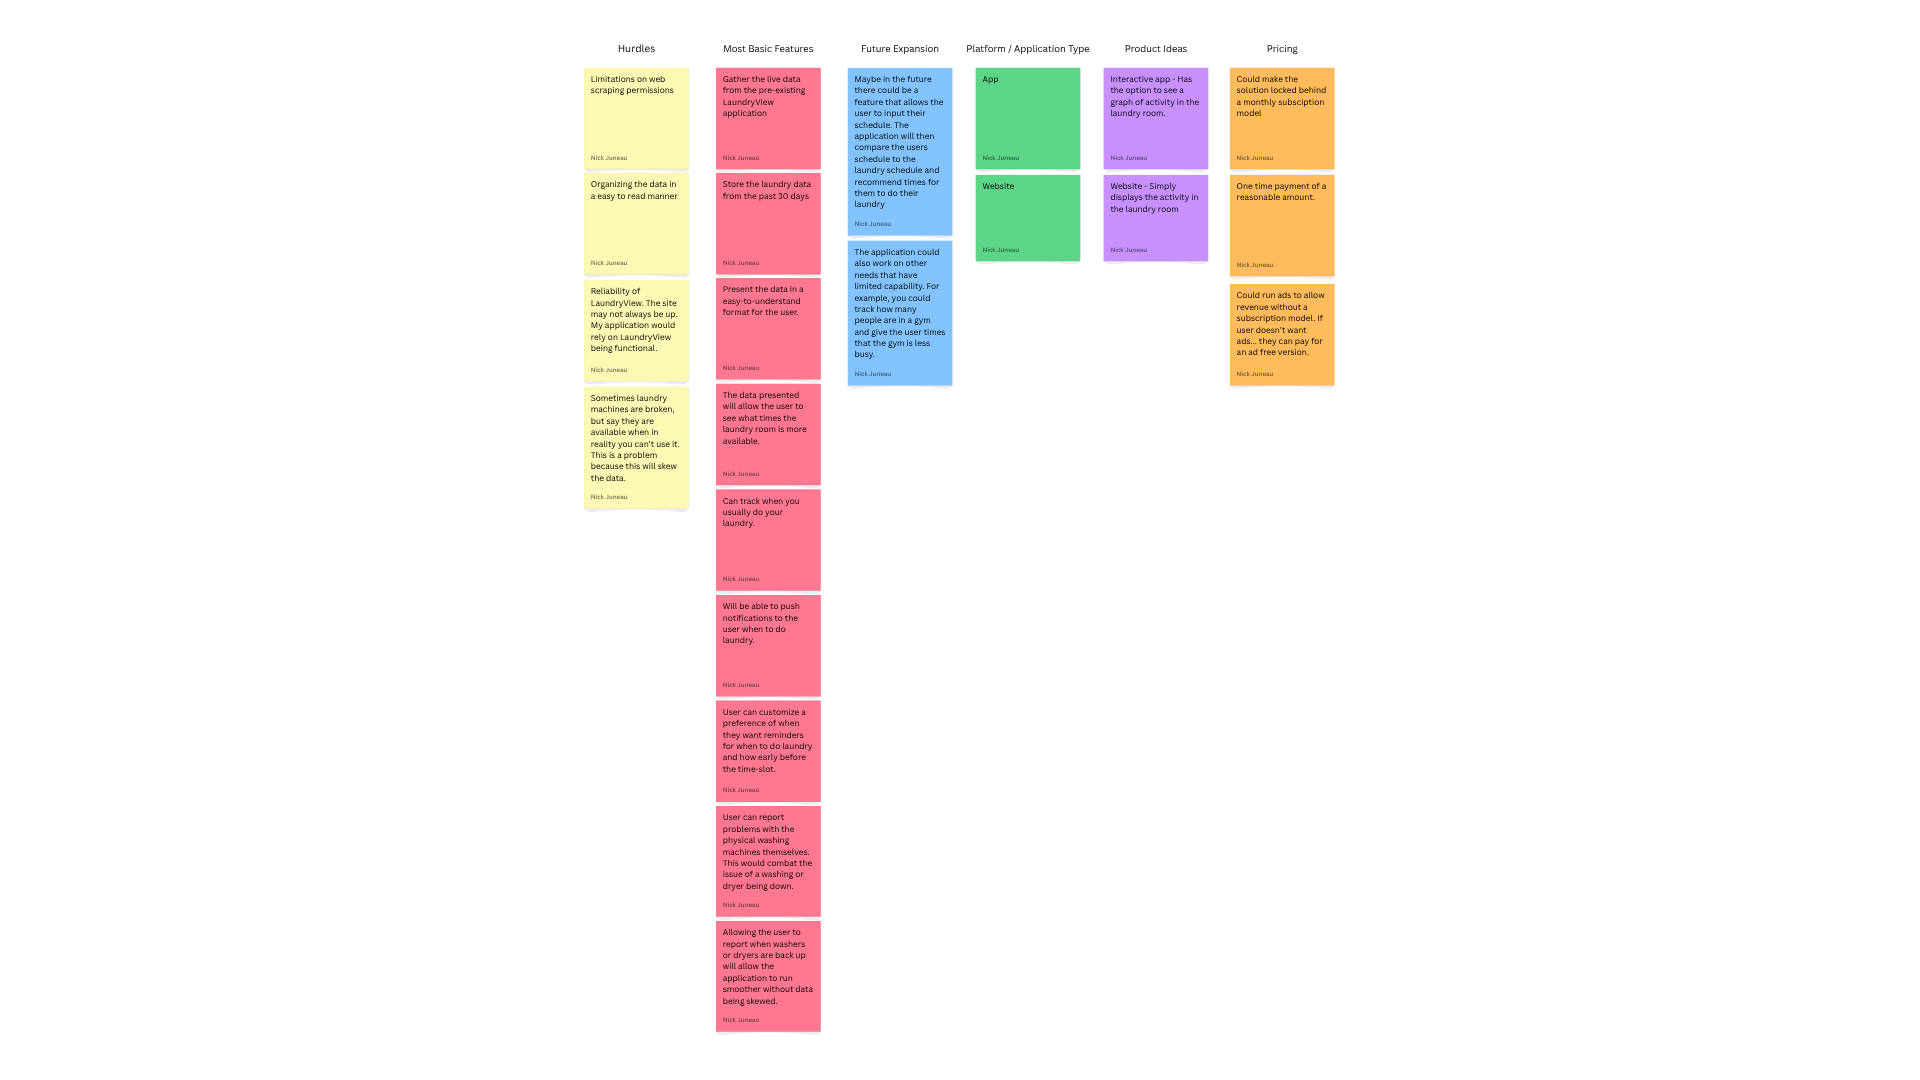 Hurdles
Limitations on web
scraping permissions
Nick Juneau
Organizing the data in
a easy to read manner
Nick Juneau
Reliability of
LaundryView. The site
may not always be up.
My application would
rely on LaundryView
being functional.
Nick Juneau
Sometimes laundry
machines are broken,
but say they are
available when in
reality you can't use it.
This is a problem
because this will skew
the data.
Nick Juneau
Most Basic Features
Gather the live data
from the pre-existing
LaundryView
application
Nick Juneau
Store the laundry data
from the past 30 days
Nick Juneau
Present the data in a
easy-to-understand
format for the user.
Nick Juneau
The data presented
will allow the user to
see what times the
laundry room is more
available.
Nick Juneau
Can track when you
usually do your
laundry.
Nick Juneau
Will be able to push
notifications to the
user when to do
laundry.
Nick Juneau
User can customize a
preference of when
they want reminders
for when to do laundry
and how early before
the time-slot.
Nick Juneau
User can report
problems with the
physical washing
machines themselves.
This would combat the
issue of a washing or
dryer being down.
Nick Juneau
Allowing the user to
report when washers
or dryers are back up
will allow the
application to run
smoother without data
being skewed.
Nick Juneau
Future Expansion
Maybe in the future
there could be a
feature that allows the
user to input their
schedule. The
application will then
compare the users
schedule to the
laundry schedule and
recommend times for
them to do their
laundry
Nick Juneau
The application could
also work on other
needs that have
limited capability. For
example, you could
track how many
people are in a gym
and give the user times
that the gym is less
busy.
Nick Juneau
Platform / Application Type
App
Nick Juneau
Website
Nick Juneau
Product Ideas
Interactive app - Has
the option to see a
graph of activity in the
laundry room.
Nick Juneau
Website - Simply
displays the activity in
the laundry room
Nick Juneau
Pricing
Could make the
solution locked behind
a monthly subsciption
model
Nick Juneau
One time payment of a
reasonable amount.
Nick Juneau
Could run ads to allow
revenue without a
subscription model. If
user doesn't want
ads... they can pay for
an ad free version.
Nick Juneau